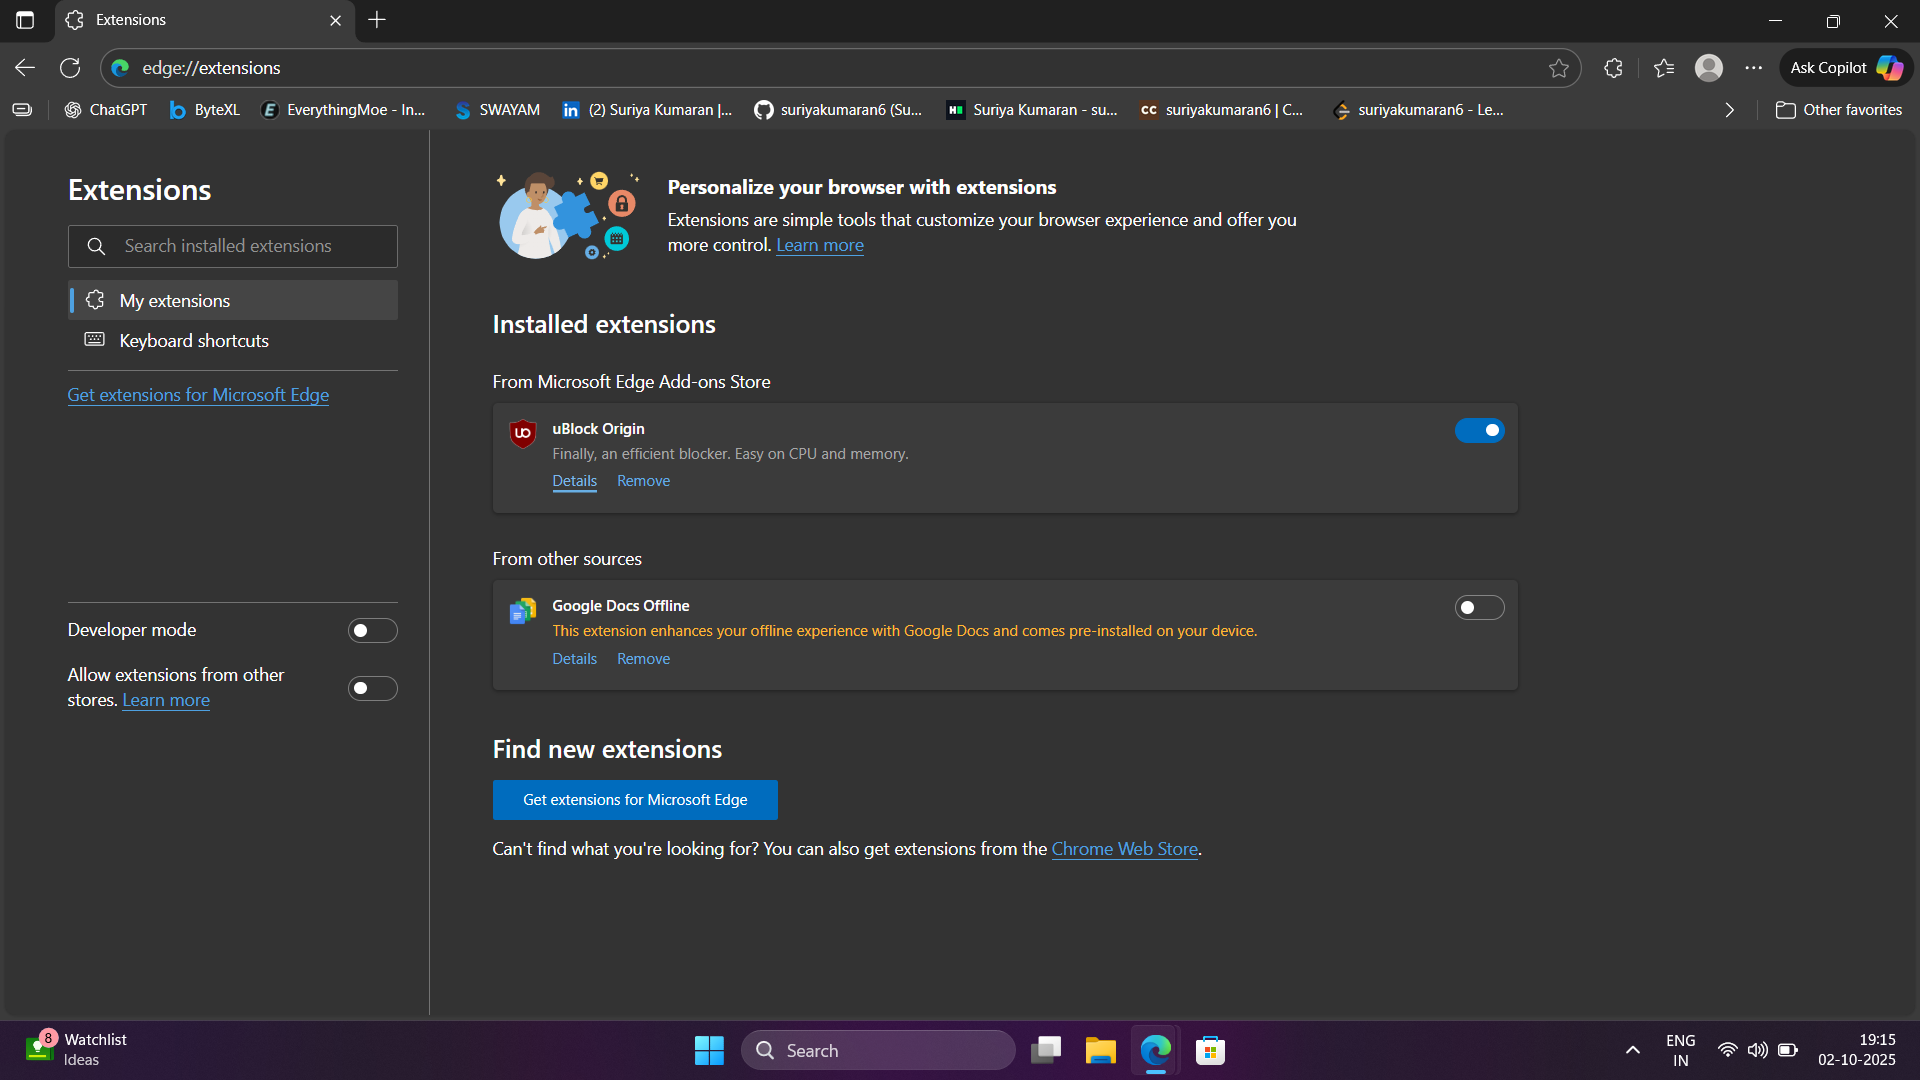 Extensions
edge://extensions
Ask Copilot
ChatGPT
ByteXL
EverythingMoe - In...
SWAYAM
(2) Suriya Kumaran |...
suriyakumaran6 (Su...
Suriya Kumaran - su...
suriyakumaran6 | C...
suriyakumaran6 - Le...
Other favorites
Extensions
Search installed extensions
My extensions
Keyboard shortcuts
Get extensions for Microsoft Edge
Developer mode
Allow extensions from other
stores. Learn more
Personalize your browser with extensions
Extensions are simple tools that customize your browser experience and offer you
more control. Learn more
Installed extensions
From Microsoft Edge Add-ons Store
uBlock Origin
Finally, an efficient blocker. Easy on CPU and memory.
Details Remove
From other sources
Google Docs Offline
This extension enhances your offline experience with Google Docs and comes pre-installed on your device.
Details Remove
Find new extensions
Get extensions for Microsoft Edge
Can't find what you're looking for? You can also get extensions from the Chrome Web Store.
8
Watchlist
Ideas
Search
ENG
IN
19:15
02-10-2025